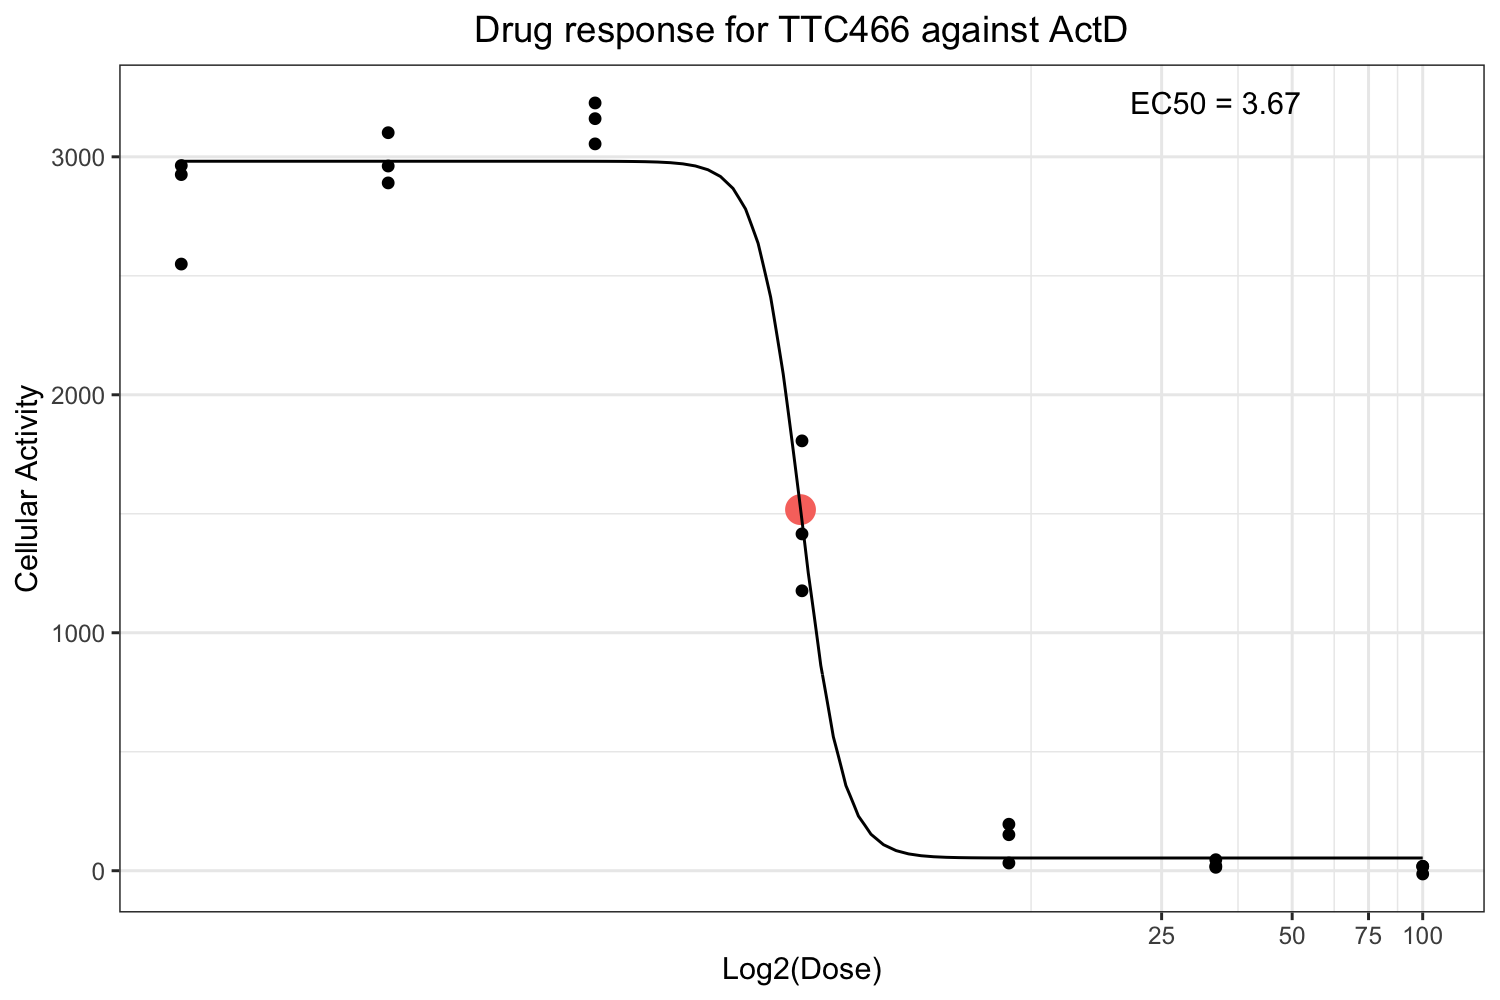 Drug response for TTC466 against ActD
EC50 = 3.67
3000
2000
1000
0
Cellular Activity
25 50 75 100
Log2(Dose)